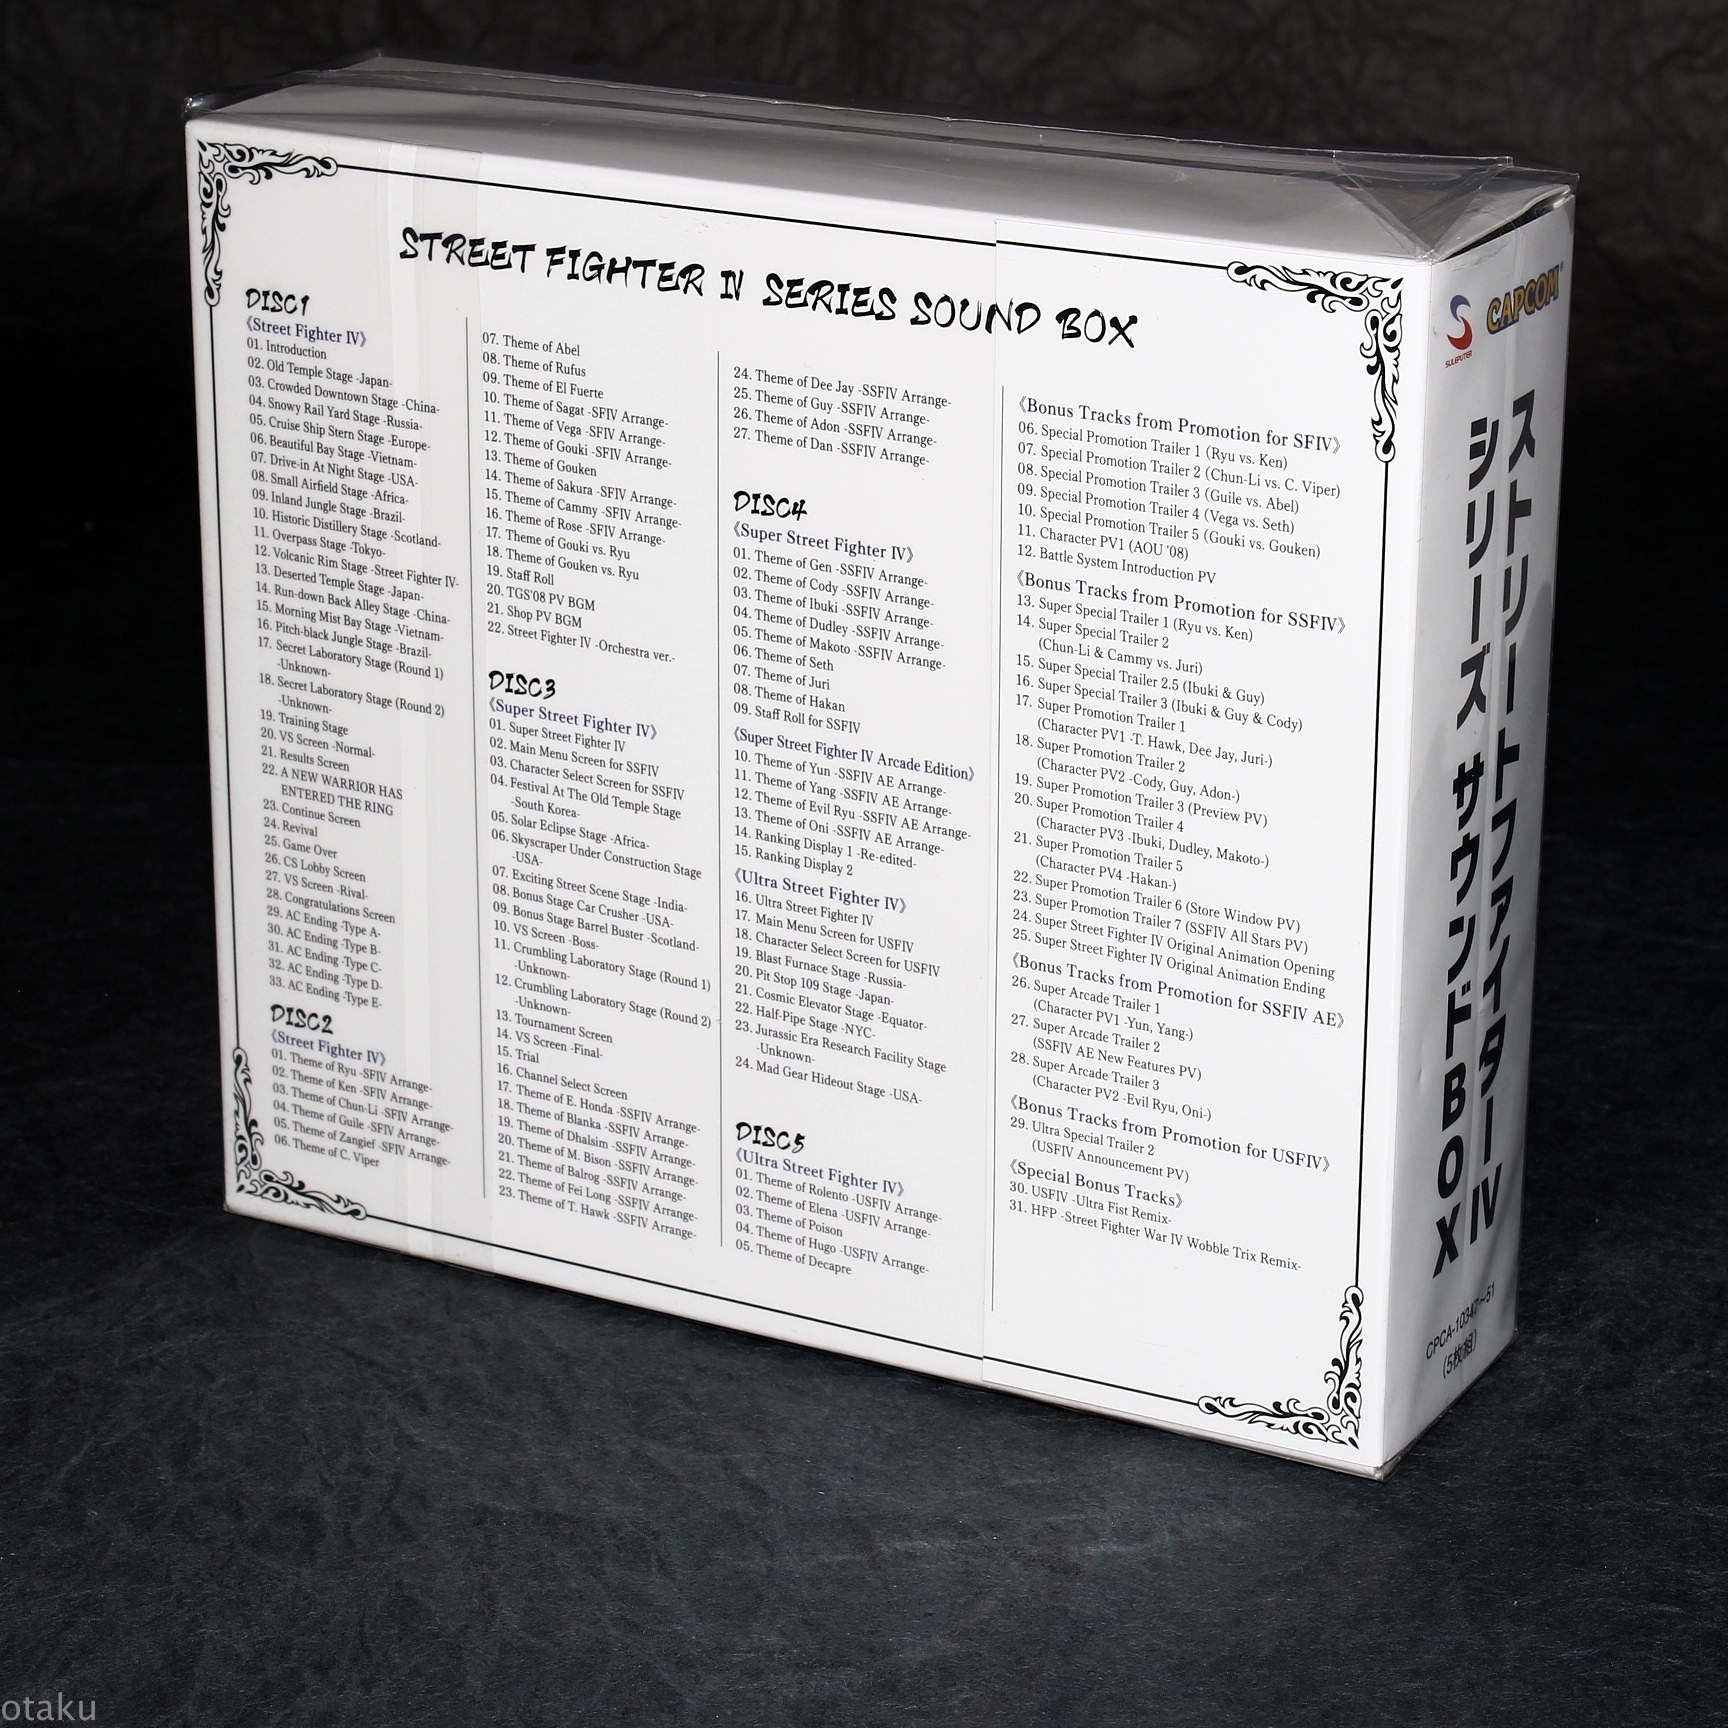 STREET FIGHTER IV SERIES SOUND BOX
DISC1
《Street Fighter IV》
01. Introduction
02. Old Temple Stage -Japan-
03. Crowded Downtown Stage -China-
04. Snowy Rail Yard Stage -Russia-
05. Cruise Ship Stern Stage -Europe-
06. Beautiful Bay Stage -Vietnam-
07. Drive-in At Night Stage -USA-
08. Small Airfield Stage -Africa-
09. Inland Jungle Stage -Brazil-
10. Historic Distillery Stage -Scotland-
11. Overpass Stage -Tokyo-
12. Volcanic Rim Stage -Street Fighter IV-
13. Deserted Temple Stage -Japan-
14. Run-down Back Alley Stage -China-
15. Morning Mist Bay Stage -Vietnam-
16. Pitch-black Jungle Stage -Brazil-
17. Secret Laboratory Stage (Round 1)
-Unknown-
18. Secret Laboratory Stage (Round 2)
-Unknown-
19. Training Stage
20. VS Screen -Normal-
21. Results Screen
22. A NEW WARRIOR HAS
ENTERED THE RING
23. Continue Screen
24. Revival
25. Game Over
26. CS Lobby Screen
27. VS Screen -Rival-
28. Congratulations Screen
29. AC Ending -Type A-
30. AC Ending -Type B-
31. AC Ending -Type C-
32. AC Ending -Type D-
33. AC Ending -Type E-
DISC2
《Street Fighter IV》
01. Theme of Ryu -SFIV Arrange-
02. Theme of Ken -SFIV Arrange-
03. Theme of Chun-Li -SFIV Arrange-
04. Theme of Guile -SFIV Arrange-
05. Theme of Zangief -SFIV Arrange-
06. Theme of C. Viper
07. Theme of Abel
08. Theme of Rufus
09. Theme of El Fuerte
10. Theme of Sagat -SFIV Arrange-
11. Theme of Vega -SFIV Arrange-
12. Theme of Gouki -SFIV Arrange-
13. Theme of Gouken
14. Theme of Sakura -SFIV Arrange-
15. Theme of Cammy -SFIV Arrange-
16. Theme of Rose -SFIV Arrange-
17. Theme of Gouki vs. Ryu
18. Theme of Gouken vs. Ryu
19. Staff Roll
20. TGS'08 PV BGM
21. Shop PV BGM
22. Street Fighter IV -Orchestra ver.-
DISC3
《Super Street Fighter IV》
01. Super Street Fighter IV
02. Main Menu Screen for SSFIV
03. Character Select Screen for SSFIV
04. Festival At The Old Temple Stage
-South Korea-
05. Solar Eclipse Stage -Africa-
06. Skyscraper Under Construction Stage
-USA-
07. Exciting Street Scene Stage -India-
08. Bonus Stage Car Crusher -USA-
09. Bonus Stage Barrel Buster -Scotland-
10. VS Screen -Boss-
11. Crumbling Laboratory Stage (Round 1)
-Unknown-
12. Crumbling Laboratory Stage (Round 2)
-Unknown-
13. Tournament Screen
14. VS Screen -Final-
15. Trial
16. Channel Select Screen
17. Theme of E. Honda -SSFIV Arrange-
18. Theme of Blanka -SSFIV Arrange-
19. Theme of Dhalsim -SSFIV Arrange-
20. Theme of M. Bison -SSFIV Arrange-
21. Theme of Balrog -SSFIV Arrange-
22. Theme of Fei Long -SSFIV Arrange-
23. Theme of T. Hawk -SSFIV Arrange-
24. Theme of Dee Jay -SSFIV Arrange-
25. Theme of Guy -SSFIV Arrange-
26. Theme of Adon -SSFIV Arrange-
27. Theme of Dan -SSFIV Arrange-
DISC4
《Super Street Fighter IV》
01. Theme of Gen -SSFIV Arrange-
02. Theme of Cody -SSFIV Arrange-
03. Theme of Ibuki -SSFIV Arrange-
04. Theme of Dudley -SSFIV Arrange-
05. Theme of Makoto -SSFIV Arrange-
06. Theme of Seth
07. Theme of Juri
08. Theme of Hakan
09. Staff Roll for SSFIV
《Super Street Fighter IV Arcade Edition》
10. Theme of Yun -SSFIV AE Arrange-
11. Theme of Yang -SSFIV AE Arrange-
12. Theme of Evil Ryu -SSFIV AE Arrange-
13. Theme of Oni -SSFIV AE Arrange-
14. Ranking Display 1 -Re-edited-
15. Ranking Display 2
《Ultra Street Fighter IV》
16. Ultra Street Fighter IV
17. Main Menu Screen for USFIV
18. Character Select Screen for USFIV
19. Blast Furnace Stage -Russia-
20. Pit Stop 109 Stage -Japan-
21. Cosmic Elevator Stage -Equator-
22. Half-Pipe Stage -NYC-
23. Jurassic Era Research Facility Stage
-Unknown-
24. Mad Gear Hideout Stage -USA-
DISC5
《Ultra Street Fighter IV》
01. Theme of Rolento -USFIV Arrange-
02. Theme of Elena -USFIV Arrange-
03. Theme of Poison
04. Theme of Hugo -USFIV Arrange-
05. Theme of Decapre
《Bonus Tracks from Promotion for SFIV》
06. Special Promotion Trailer 1 (Ryu vs. Ken)
07. Special Promotion Trailer 2 (Chun-Li vs. C. Viper)
08. Special Promotion Trailer 3 (Guile vs. Abel)
09. Special Promotion Trailer 4 (Vega vs. Seth)
10. Special Promotion Trailer 5 (Gouki vs. Gouken)
11. Character PV1 (AOU '08)
12. Battle System Introduction PV
《Bonus Tracks from Promotion for SSFIV》
13. Super Special Trailer 1 (Ryu vs. Ken)
14. Super Special Trailer 2
(Chun-Li & Cammy vs. Juri)
15. Super Special Trailer 2.5 (Ibuki & Guy)
16. Super Special Trailer 3 (Ibuki & Guy & Cody)
17. Super Promotion Trailer 1
(Character PV1 -T. Hawk, Dee Jay, Juri-)
18. Super Promotion Trailer 2
(Character PV2 -Cody, Guy, Adon-)
19. Super Promotion Trailer 3 (Preview PV)
20. Super Promotion Trailer 4
(Character PV3 -Ibuki, Dudley, Makoto-)
21. Super Promotion Trailer 5
(Character PV4 -Hakan-)
22. Super Promotion Trailer 6 (Store Window PV)
23. Super Promotion Trailer 7 (SSFIV All Stars PV)
24. Super Street Fighter IV Original Animation Opening
25. Super Street Fighter IV Original Animation Ending
《Bonus Tracks from Promotion for SSFIV AE》
26. Super Arcade Trailer 1
(Character PV1 -Yun, Yang-)
27. Super Arcade Trailer 2
(SSFIV AE New Features PV)
28. Super Arcade Trailer 3
(Character PV2 -Evil Ryu, Oni-)
《Bonus Tracks from Promotion for USFIV》
29. Ultra Special Trailer 2
(USFIV Announcement PV)
《Special Bonus Tracks》
30. USFIV -Ultra Fist Remix-
31. HFP -Street Fighter War IV Wobble Trix Remix-
SULEPUTER
CAPCOM
ストリートファイターIV
シリーズ サウンドBOX
CPCA-10347~51
(5枚組)
otaku